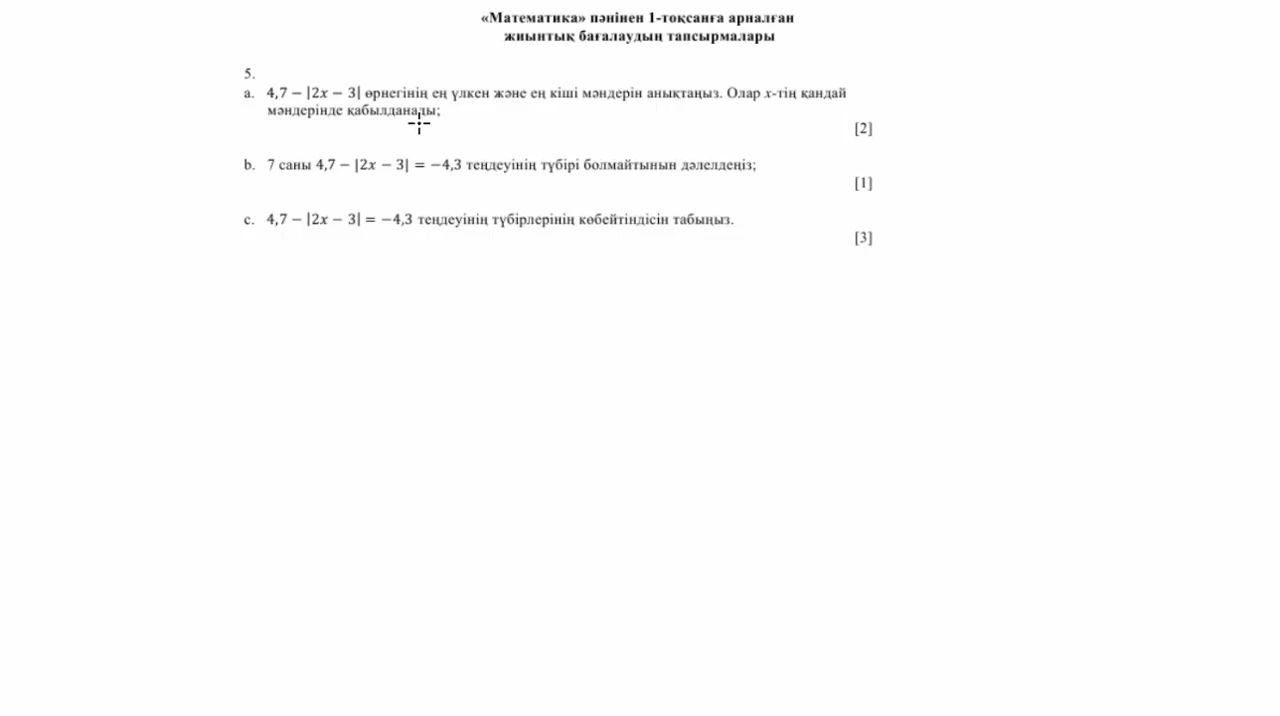 «Математика» пәнінен 1-тоқсанға арналған
жиынтық бағалаудың тапсырмалары
5.
a. 4,7 − |2x − 3| өрнегінің ең үлкен және ең кіші мәндерін анықтаңыз. Олар x-тің қандай
мәндерінде қабылданады;
[2]
b. 7 саны 4,7 − |2x − 3| = −4,3 теңдеуінің түбірі болмайтынын дәлелдеңіз;
[1]
c. 4,7 − |2x − 3| = −4,3 теңдеуінің түбірлерінің көбейтіндісін табыңыз.
[3]